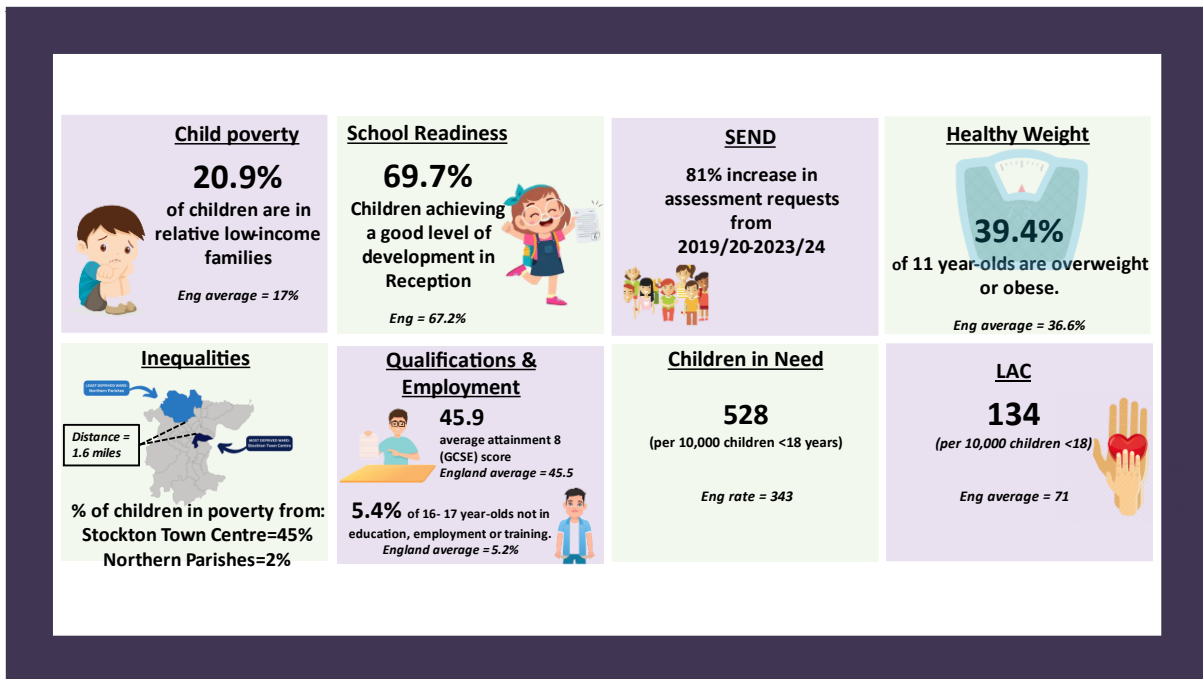 Child poverty
20.9%
of children are in
relative low-income
families
Eng average = 17%
School Readiness
69.7%
Children achieving
a good level of
development in
Reception
Eng = 67.2%
SEND
81% increase in
assessment requests
from
2019/20-2023/24
Healthy Weight
39.4%
of 11 year-olds are overweight
or obese.
Eng average = 36.6%
Inequalities
LEAST DEPRIVED WARD:
Northern Parishes
Distance =
1.6 miles
MOST DEPRIVED WARD:
Stockton Town Centre
% of children in poverty from:
Stockton Town Centre=45%
Northern Parishes=2%
Qualifications &
Employment
45.9
average attainment 8
(GCSE) score
England average = 45.5
5.4% of 16- 17 year-olds not in
education, employment or training.
England average = 5.2%
Children in Need
528
(per 10,000 children <18 years)
Eng rate = 343
LAC
134
(per 10,000 children <18)
Eng average = 71